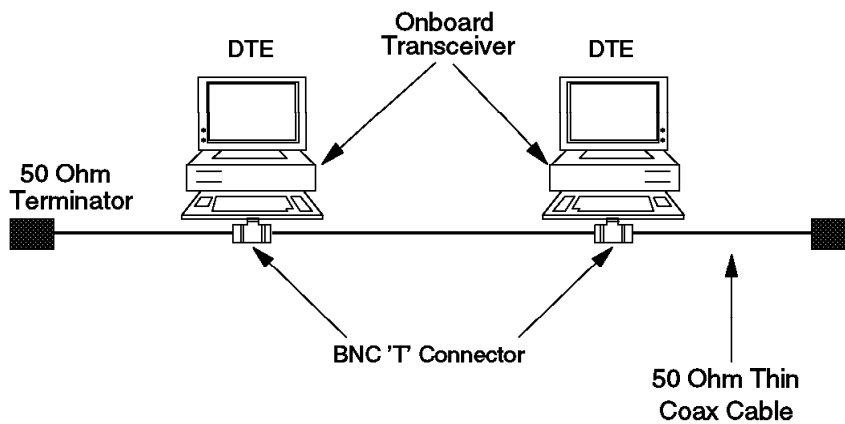 Onboard
Transceiver
DTE
DTE
50 Ohm
Terminator
BNC 'T' Connector
50 Ohm Thin
Coax Cable